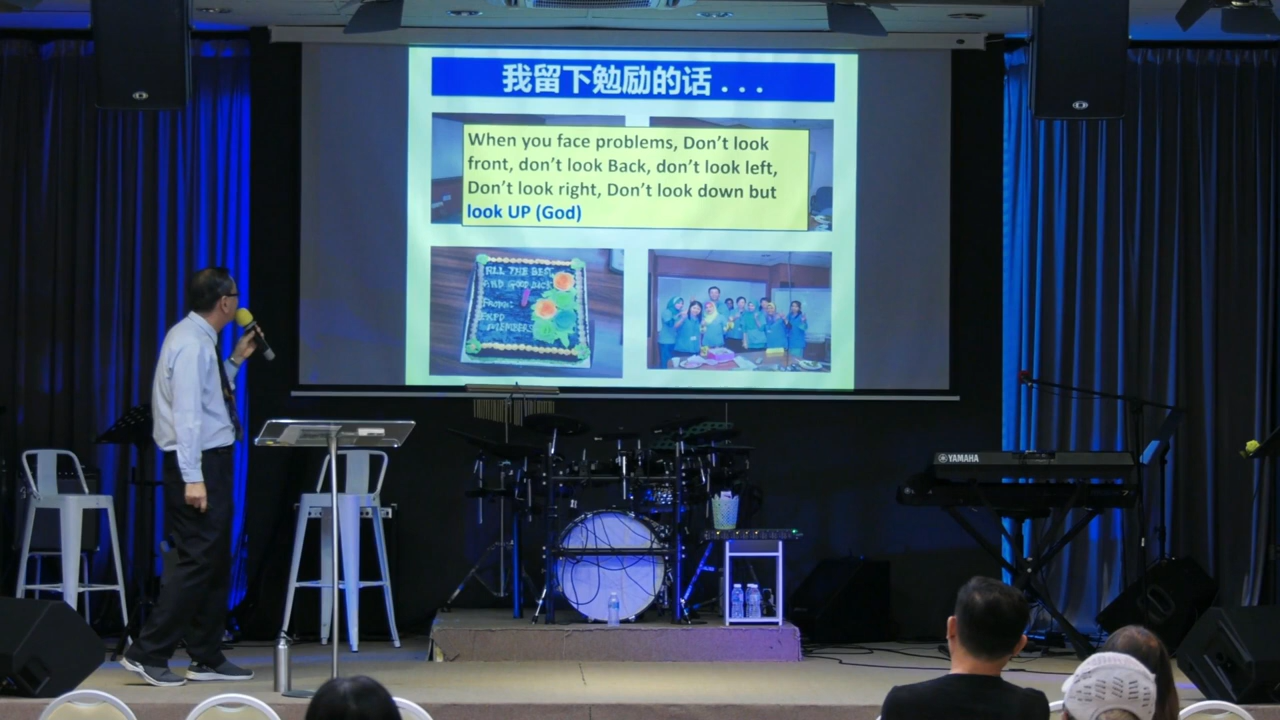 我留下勉励的话 . . .
When you face problems, Don't look
front, don't look Back, don't look left,
Don't look right, Don't look down but
look UP (God)
ALL THE BEST
AND GOOD LUCK
FROM:
MEMBERS
YAMAHA